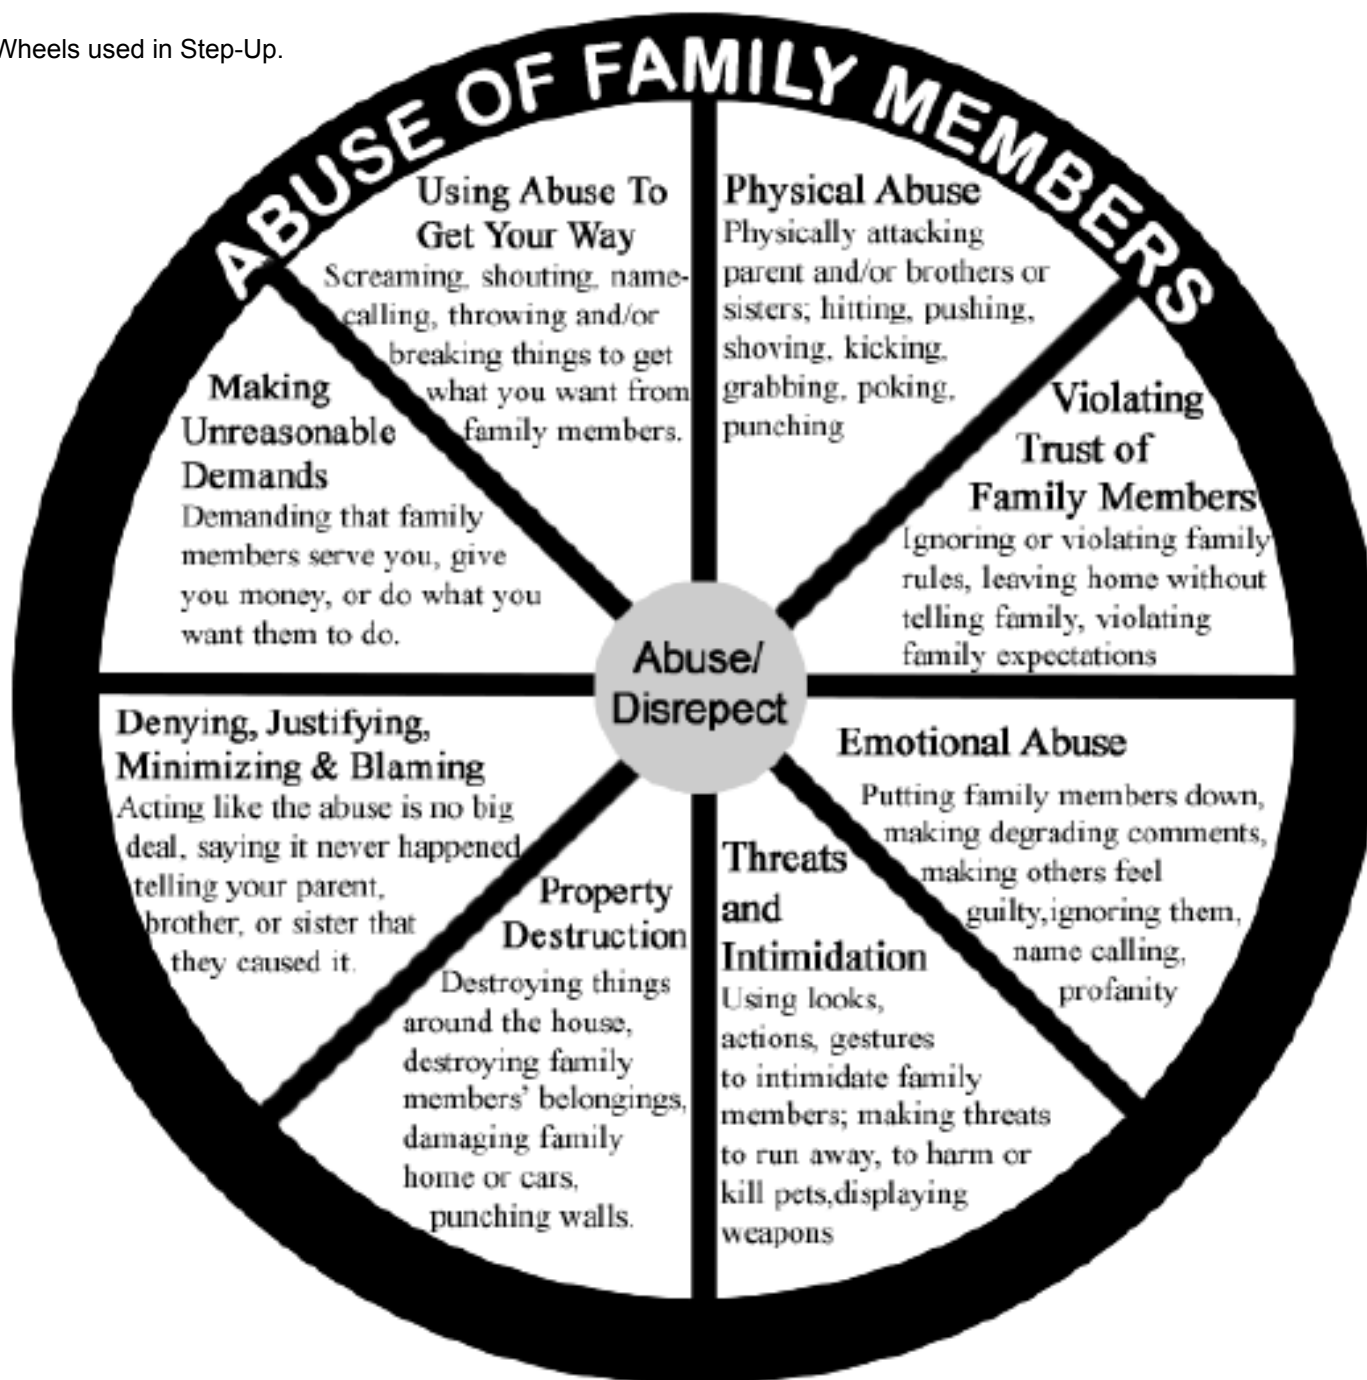 Wheels used in Step-Up.
ABUSE OF FAMILY MEMBERS
Using Abuse To
Get Your Way
Screaming, shouting, name-
calling, throwing and/or
breaking things to get
what you want from
family members.
Physical Abuse
Physically attacking
parent and/or brothers or
sisters; hitting, pushing,
shoving, kicking,
grabbing, poking,
punching
Violating
Trust of
Family Members
Ignoring or violating family
rules, leaving home without
telling family, violating
family expectations
Emotional Abuse
Putting family members down,
making degrading comments,
making others feel
guilty,ignoring them,
name calling,
profanity
Threats
and
Intimidation
Using looks,
actions, gestures
to intimidate family
members; making threats
to run away, to harm or
kill pets,displaying
weapons
Property
Destruction
Destroying things
around the house,
destroying family
members' belongings,
damaging family
home or cars,
punching walls.
Denying, Justifying,
Minimizing & Blaming
Acting like the abuse is no big
deal, saying it never happened
telling your parent,
brother, or sister that
they caused it.
Making
Unreasonable
Demands
Demanding that family
members serve you, give
you money, or do what you
want them to do.
Abuse/
Disrepect